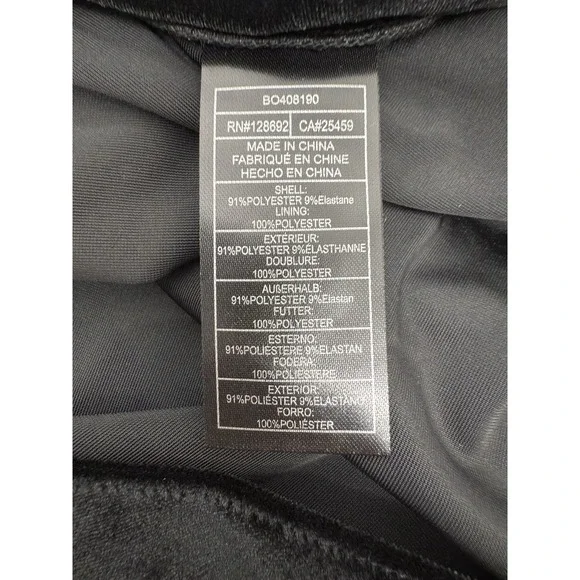 BO408190
RN#128692 CA#25459
MADE IN CHINA
FABRIQUÉ EN CHINE
HECHO EN CHINA
SHELL:
91%POLYESTER 9%Elastane
LINING:
100%POLYESTER
EXTÉRIEUR:
91%POLYESTER 9%ÉLASTHANNE
DOUBLURE:
100%POLYESTER
AUßERHALB:
91%POLYESTER 9%Elastan
FUTTER:
100%POLYESTER
ESTERNO:
91%POLIESTERE 9%ELASTAN
FODERA:
100%POLIESTERE
EXTERIOR:
91%POLIÉSTER 9%ELASTANO
FORRO:
100%POLIÉSTER